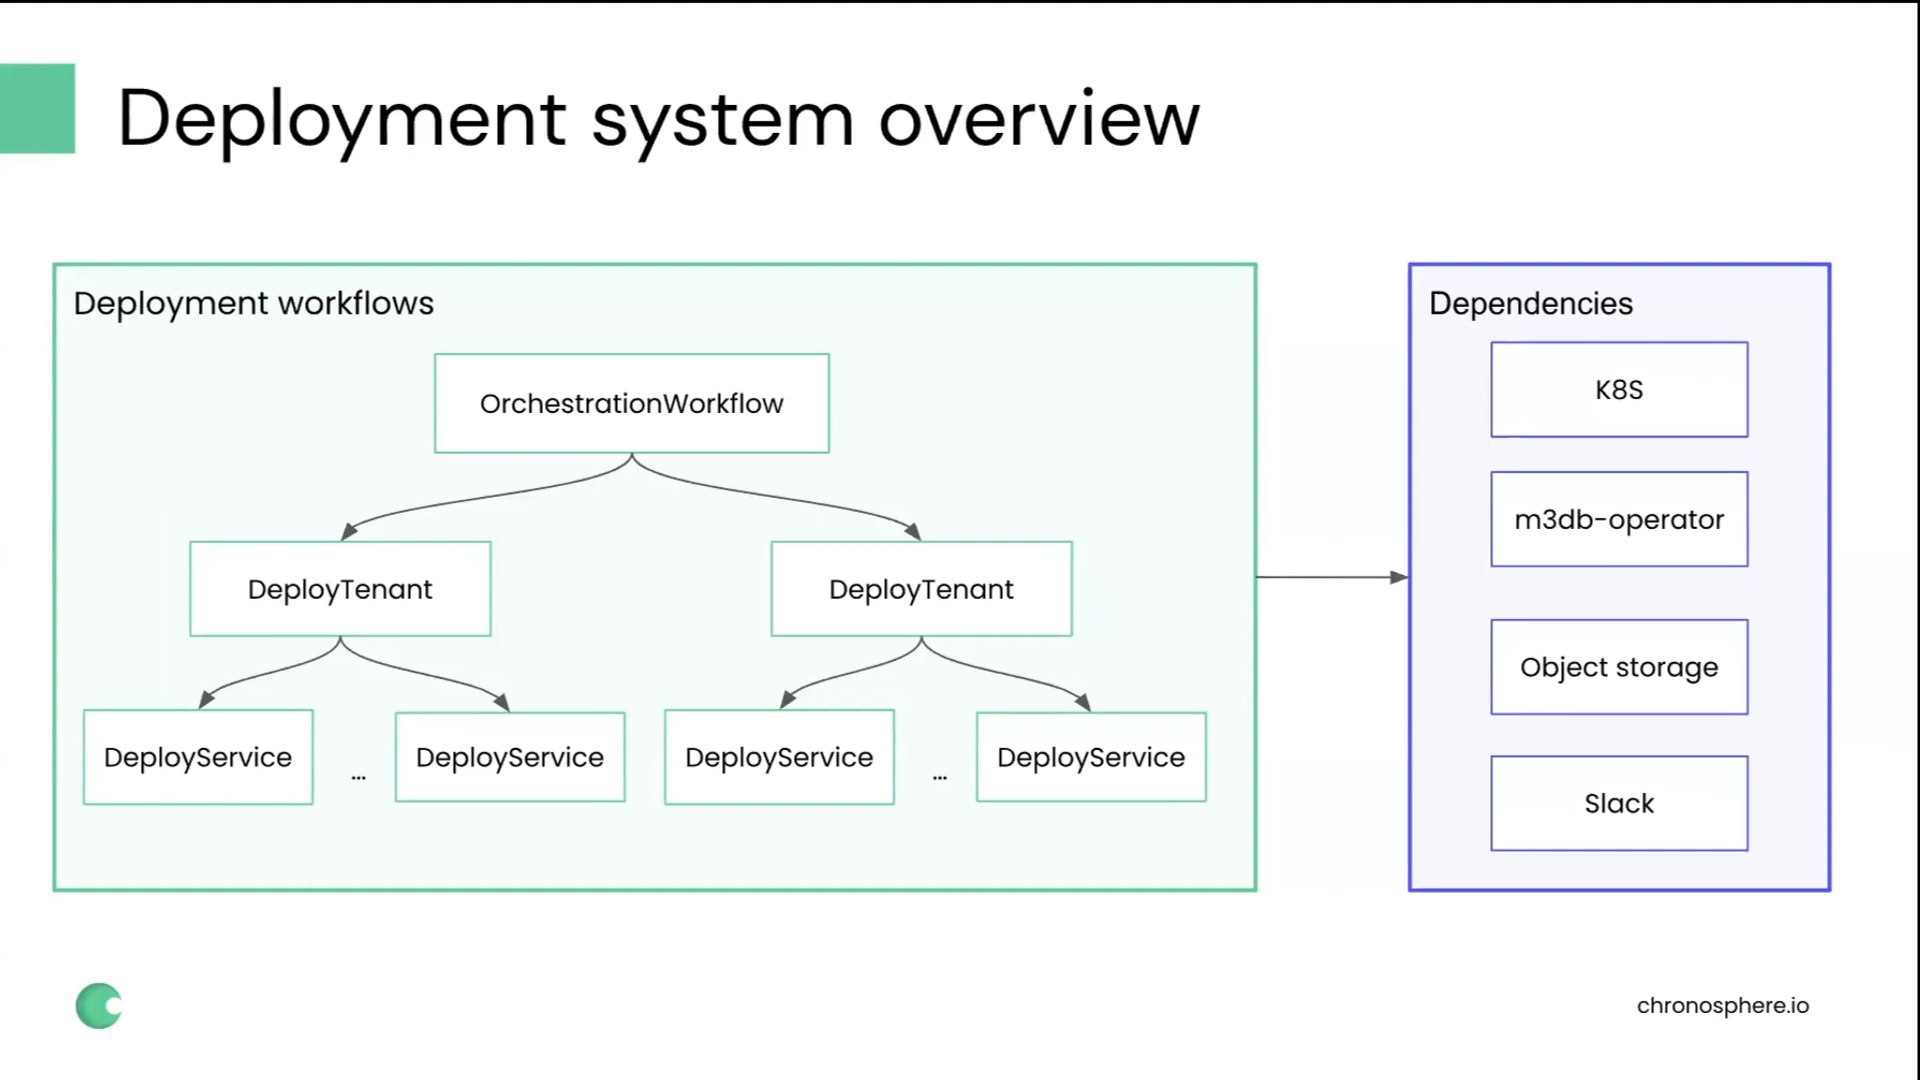 Deployment system overview
Deployment workflows
OrchestrationWorkflow
DeployTenant
DeployTenant
DeployService
...
DeployService
DeployService
...
DeployService
Dependencies
K8S
m3db-operator
Object storage
Slack
chronosphere.io